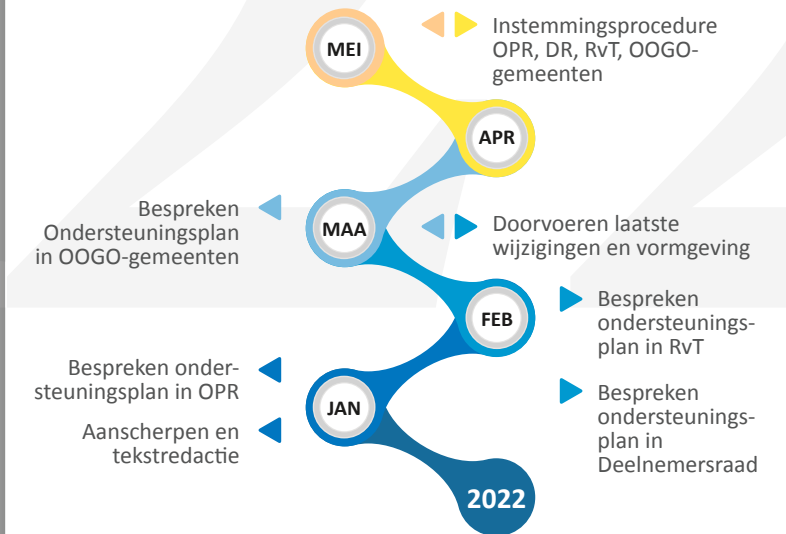 MEI
Instemmingsprocedure
OPR, DR, RvT, OOGO-
gemeenten
APR
Bespreken
Ondersteuningsplan
in OOGO-gemeenten
MAA
Doorvoeren laatste
wijzigingen en vormgeving
FEB
Bespreken
ondersteunings-
plan in RvT
Bespreken onder-
steuningsplan in OPR
JAN
Aanscherpen en
tekstredactie
Bespreken
ondersteunings-
plan in
Deelnemersraad
2022